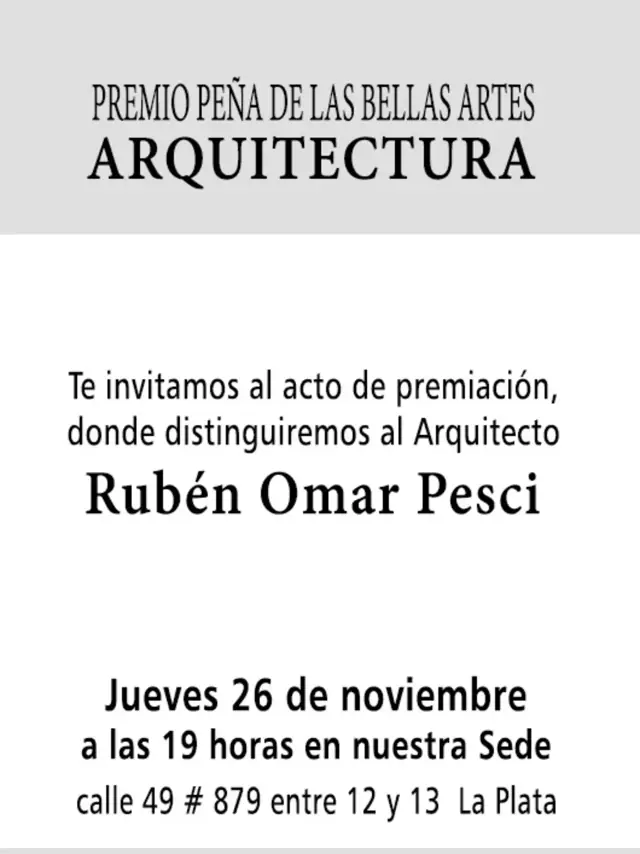 PREMIO PEÑA DE LAS BELLAS ARTES
ARQUITECTURA
Te invitamos al acto de premiación,
donde distinguiremos al Arquitecto
Rubén Omar Pesci
Jueves 26 de noviembre
a las 19 horas en nuestra Sede
calle 49 # 879 entre 12 y 13 La Plata